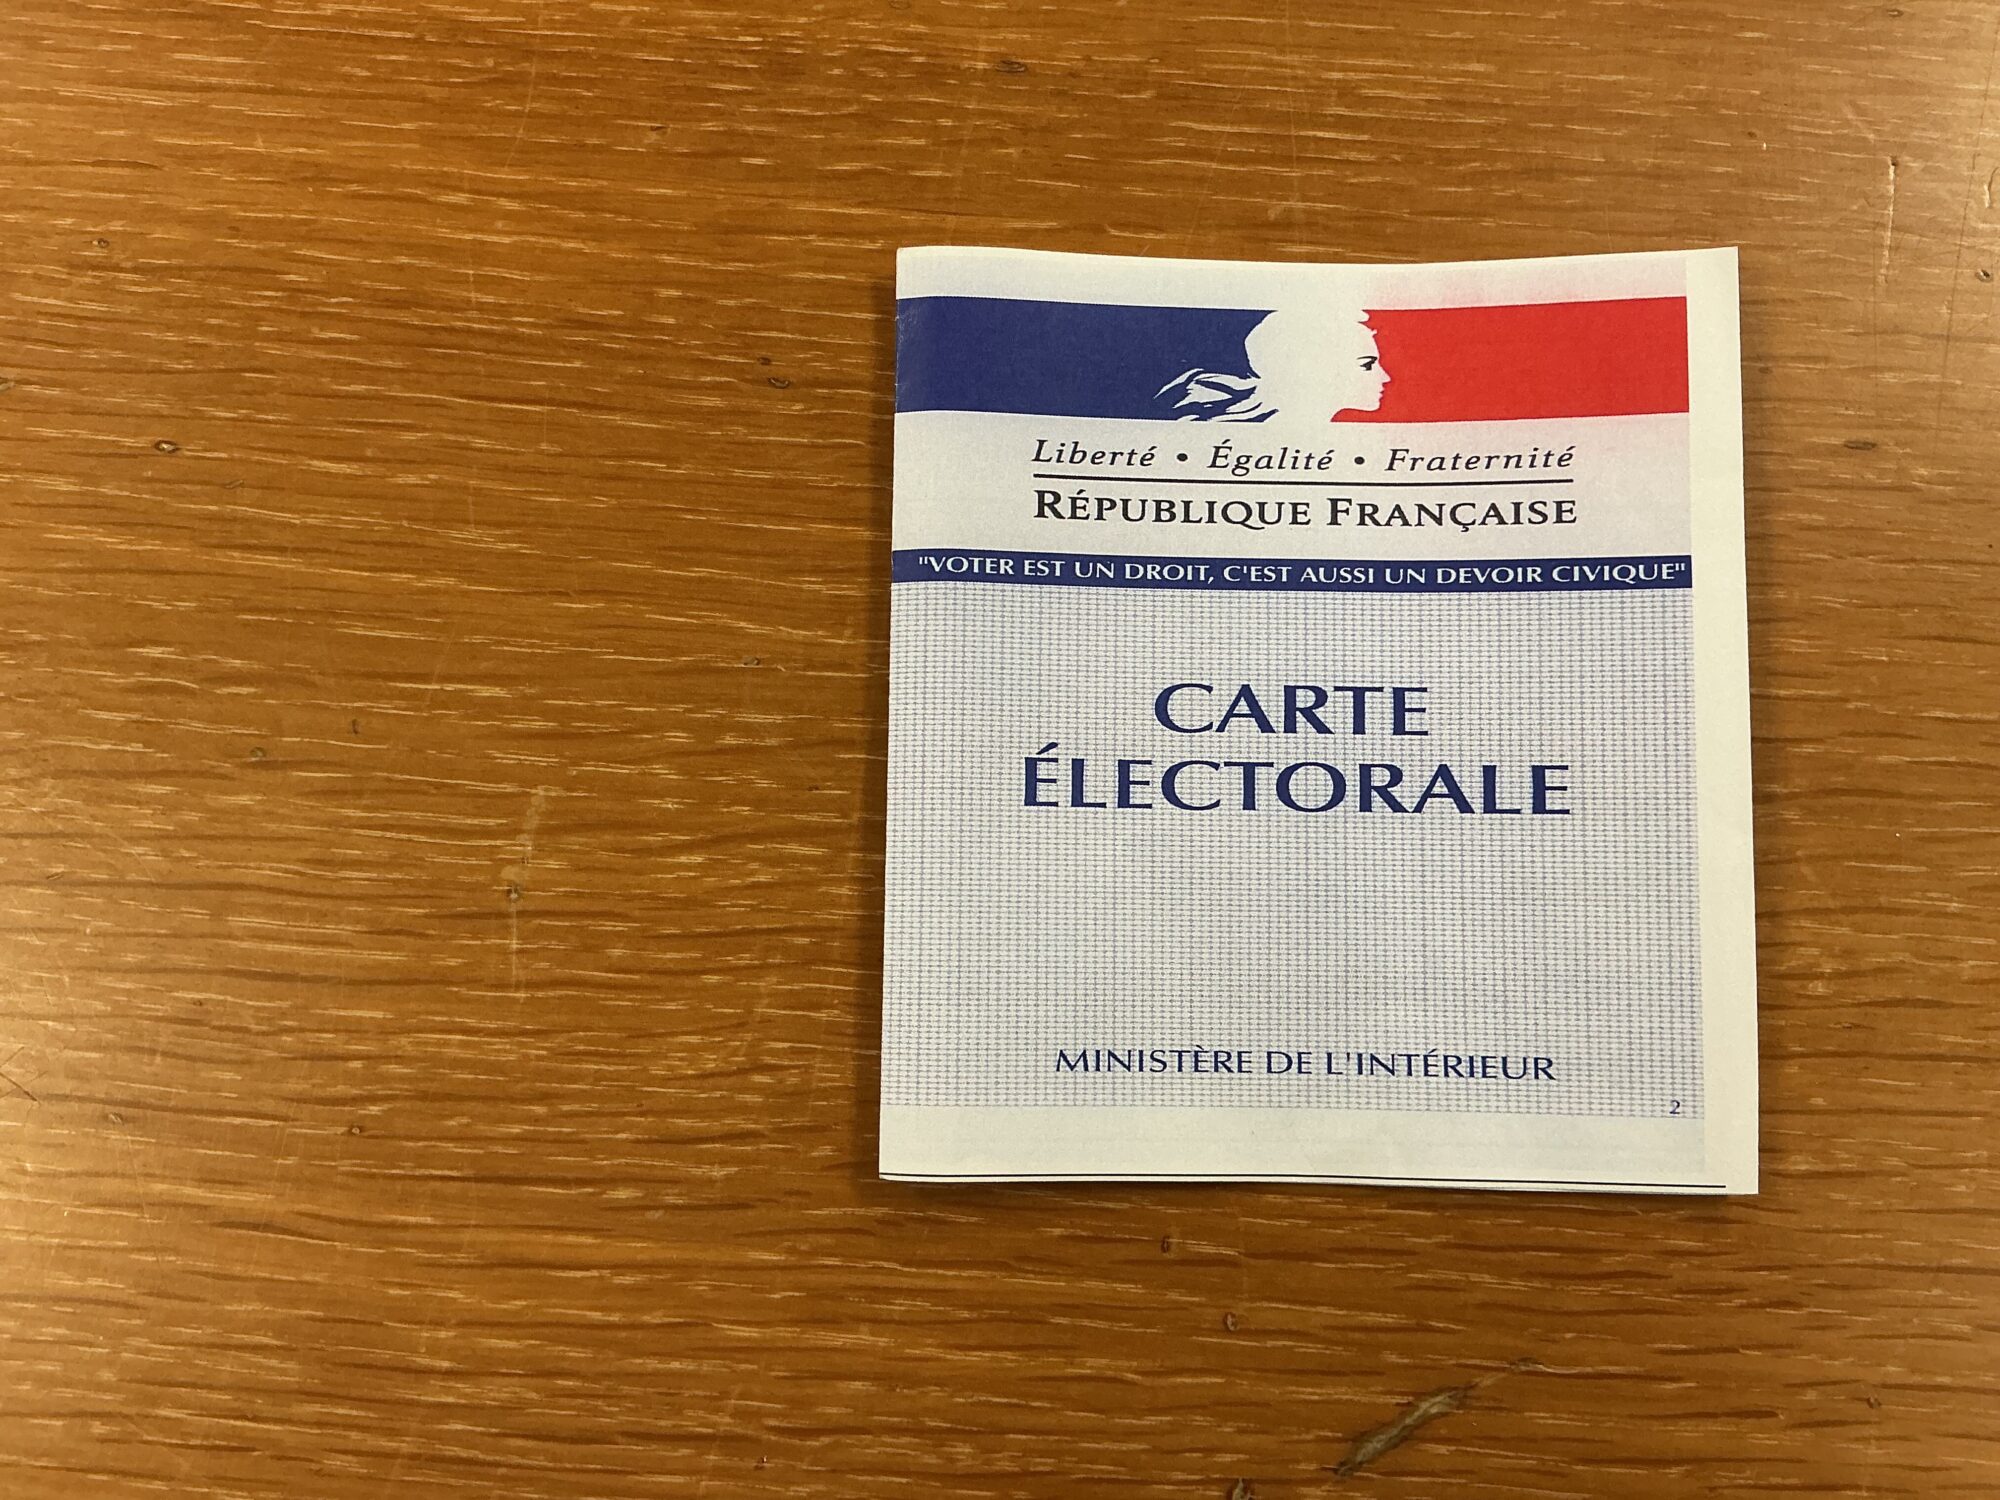 Liberté • Égalité • Fraternité
RÉPUBLIQUE FRANÇAISE
"VOTER EST UN DROIT, C'EST AUSSI UN DEVOIR CIVIQUE"
CARTE
ÉLECTORALE
MINISTÈRE DE L'INTÉRIEUR
2